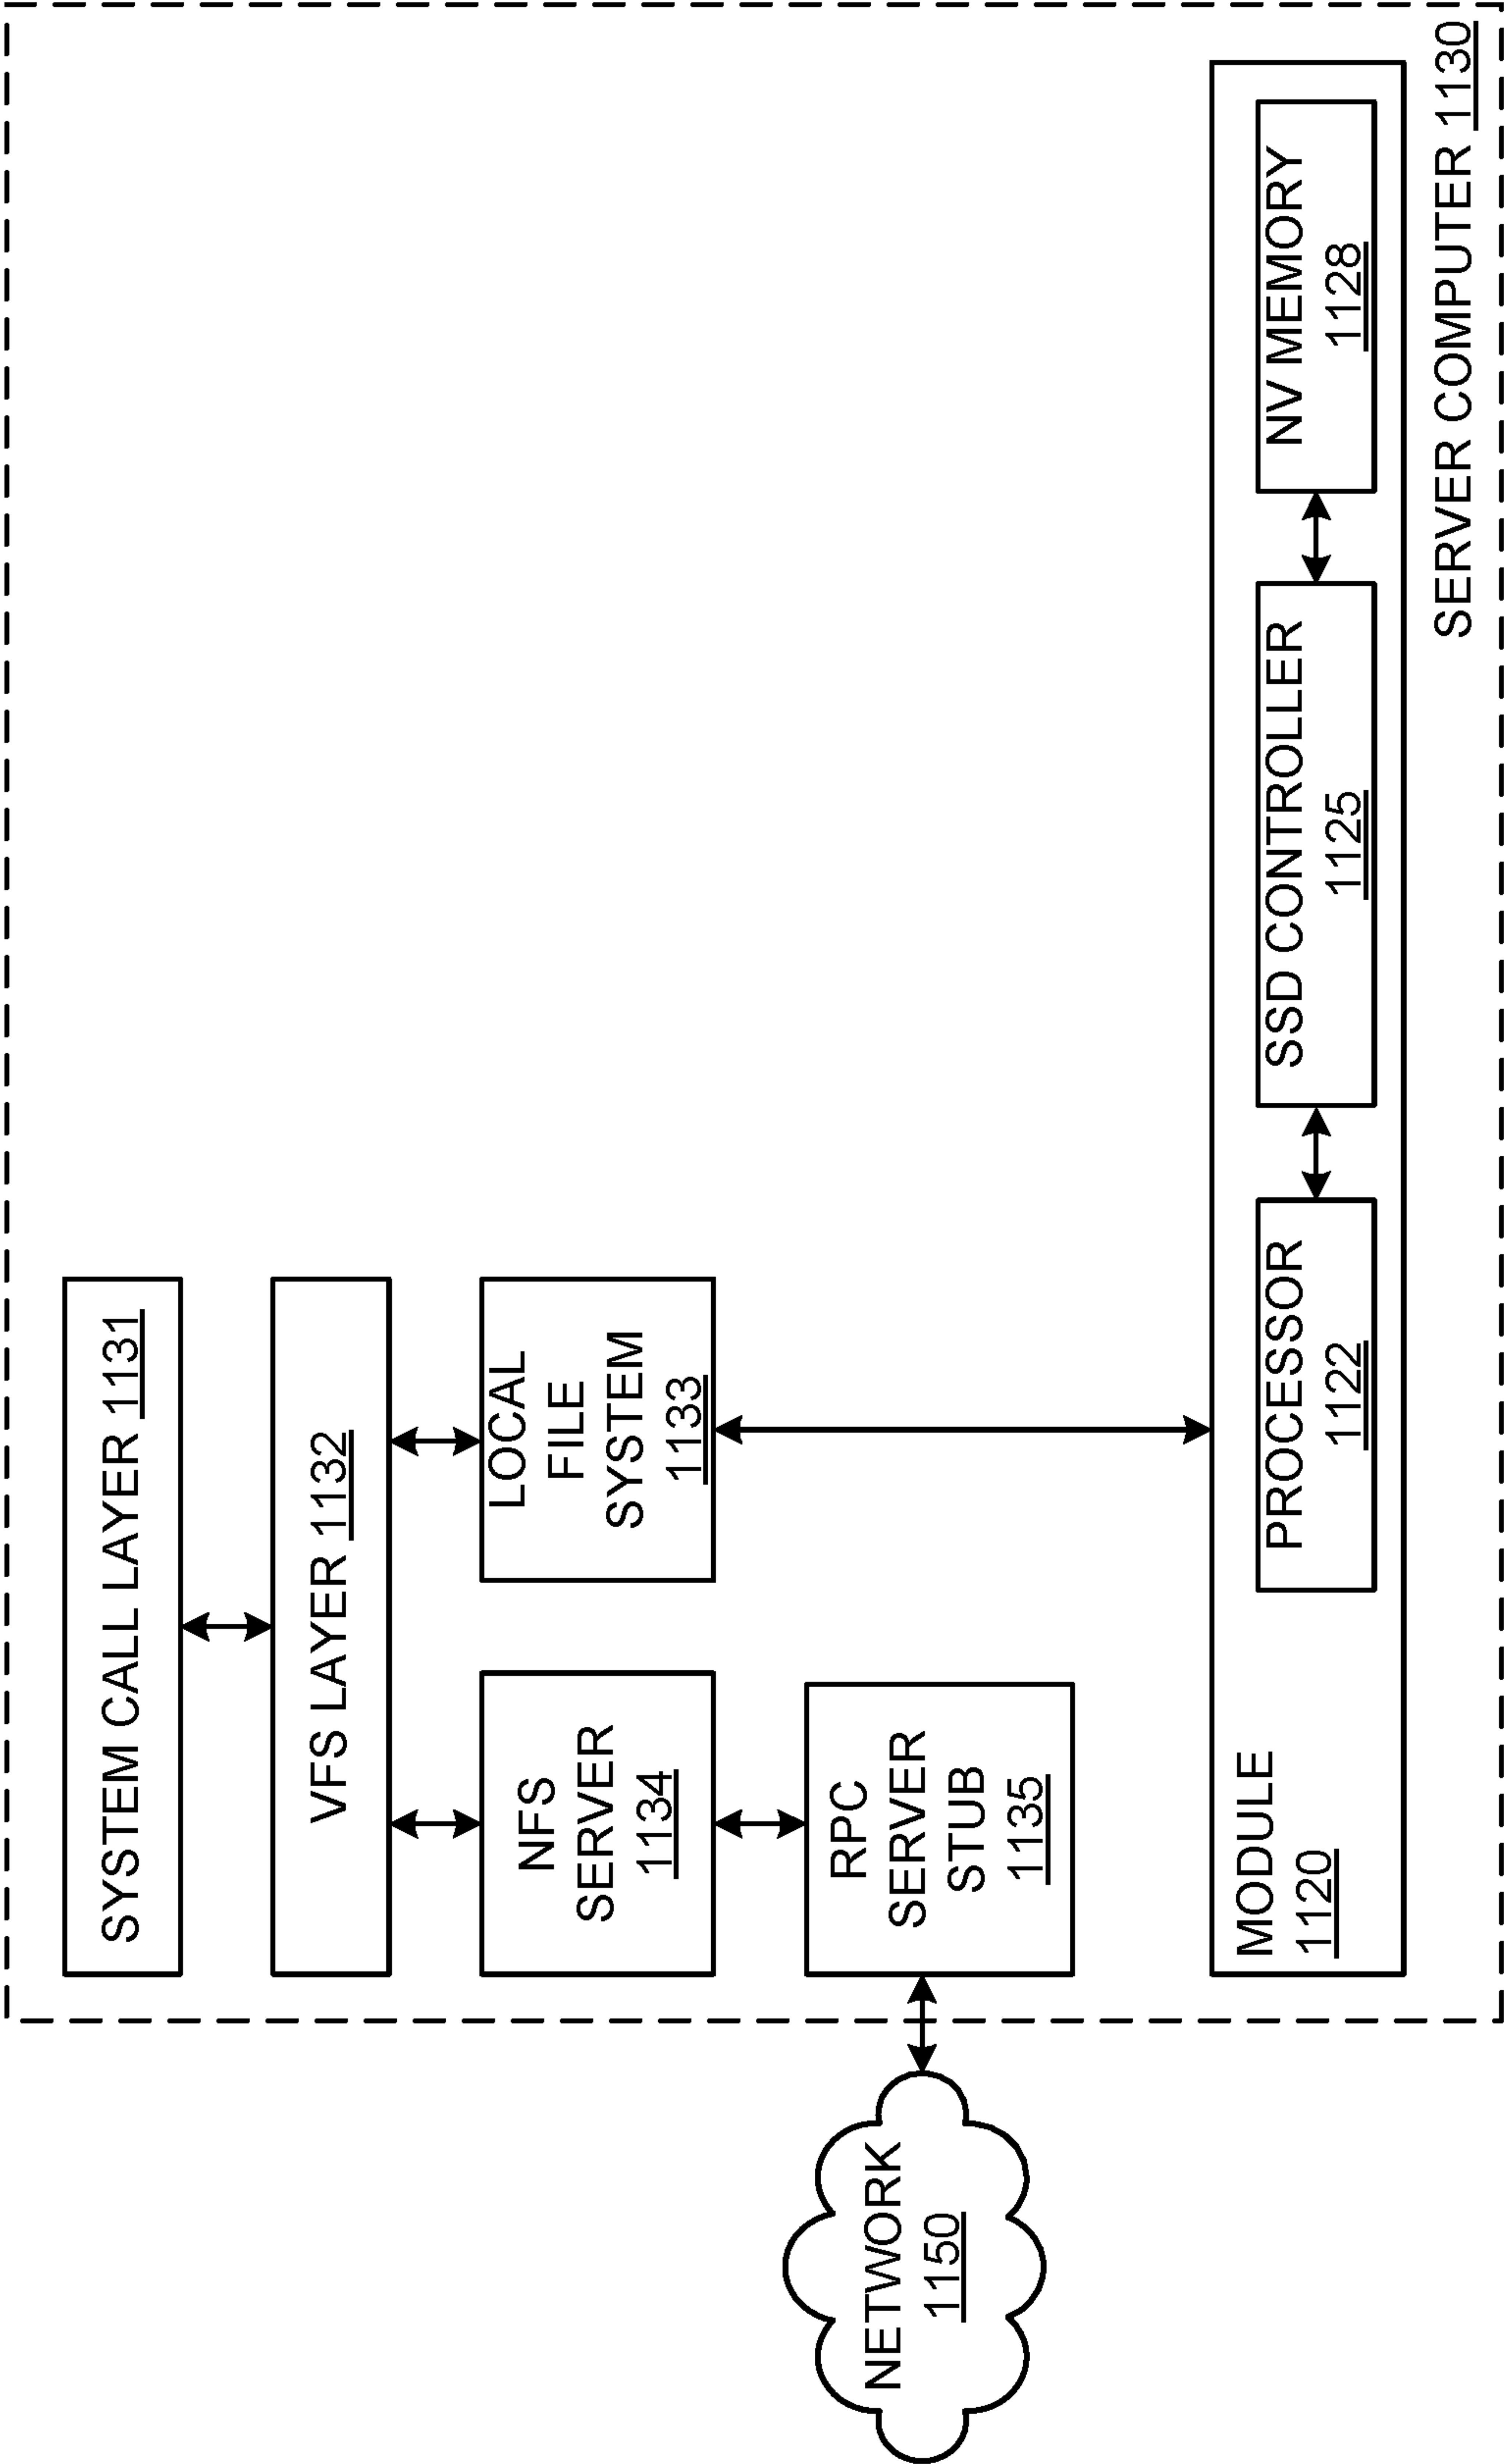 SYSTEM CALL LAYER 1131
VFS LAYER 1132
NFS
SERVER
1134
LOCAL
FILE
SYSTEM
1133
RPC
SERVER
STUB
1135
NETWORK
1150
MODULE
1120
PROCESSOR
1122
SSD CONTROLLER
1125
NV MEMORY
1128
SERVER COMPUTER 1130